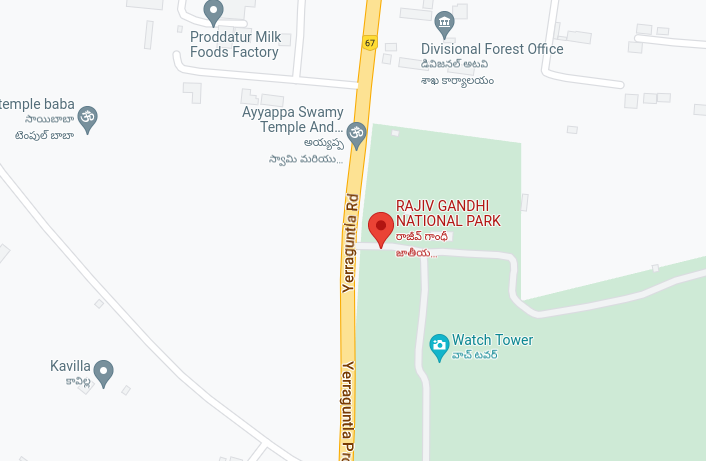 Proddatur Milk
Foods Factory
67
Divisional Forest Office
డివిజనల్ అటవి
శాఖ కార్యాలయం
temple baba
సాయిబాబా
టెంపుల్ బాబా
Ayyappa Swamy
Temple And...
అయ్యప్ప
స్వామి మరియు...
Yerraguntla Rd
RAJIV GANDHI
NATIONAL PARK
రాజీవ్ గాంధీ
జాతీయ...
Watch Tower
వాచ్ టవర్
Kavilla
కావిల్ల
Yerraguntla Pro